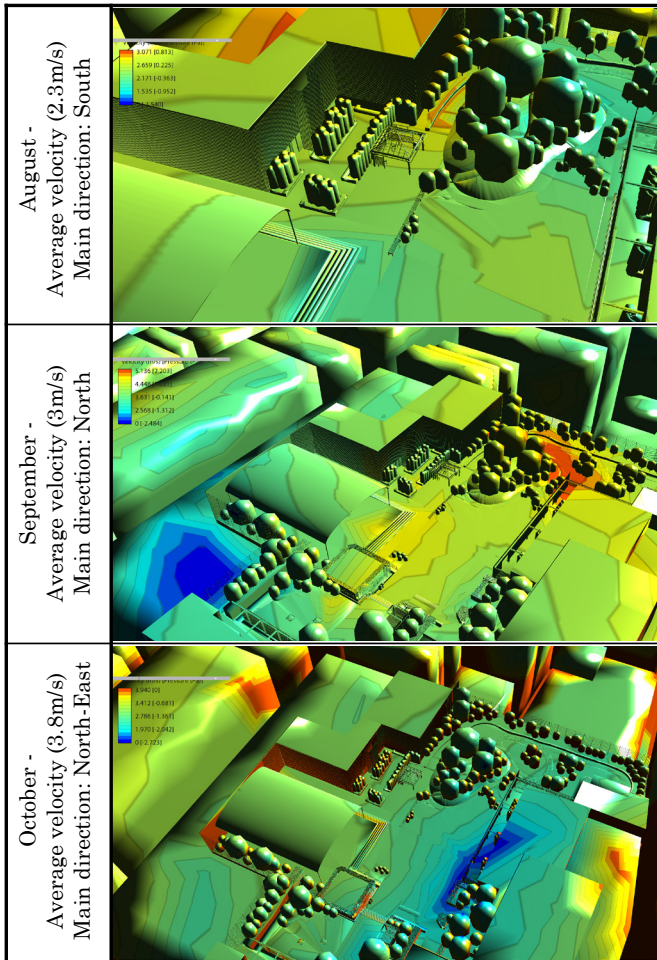 August -
Average velocity (2.3m/s)
Main direction: South
3.071 [0.813]
2.659 [0.225]
2.171 [-0.363]
1.535 [-0.952]
September -
Average velocity (3m/s)
Main direction: North
5.136 [2.203]
3.631 [-0.141]
2.568 [-1.312]
0 [-2.484]
October -
Average velocity (3.8m/s)
Main direction: North-East
3.940 [0]
3.412 [-0.681]
2.786 [-1.361]
1.970 [-2.042]
0 [-2.723]